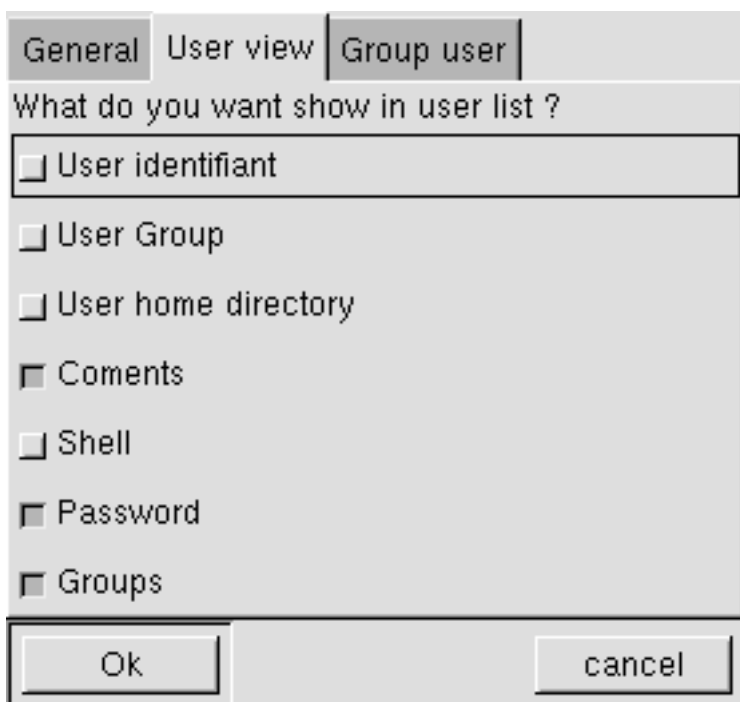 General User view Group user
What do you want show in user list ?
User identifiant
User Group
User home directory
Coments
Shell
Password
Groups
Ok cancel